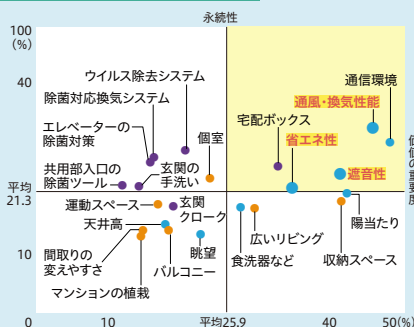 永続性
100
(%)
40
平均
21.3
10
0
10
平均25.9
40
50(%)
ウイルス除去システム
除菌対応換気システム
エレベーターの
除菌対策
個室
共用部入口の
除菌ツール
玄関の
手洗い
通信環境
通風・換気性能
宅配ボックス
省エネ性
遮音性
運動スペース
玄関
クローク
天井高
間取りの
変えやすさ
バルコニー
眺望
マンションの植栽
食洗器など
広いリビング
収納スペース
陽当たり
の重要度